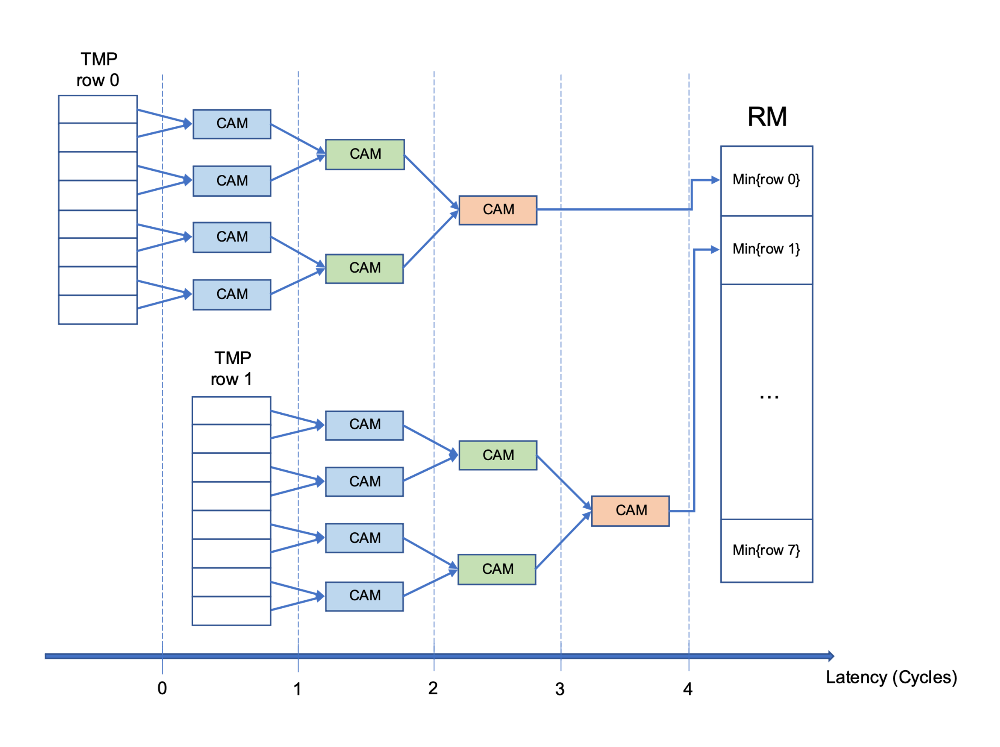 TMP
row 0
CAM
CAM
CAM
CAM
CAM
CAM
CAM
RM
Min{row 0}
Min{row 1}
...
Min{row 7}
TMP
row 1
CAM
CAM
CAM
CAM
CAM
CAM
CAM
0
1
2
3
4
Latency (Cycles)